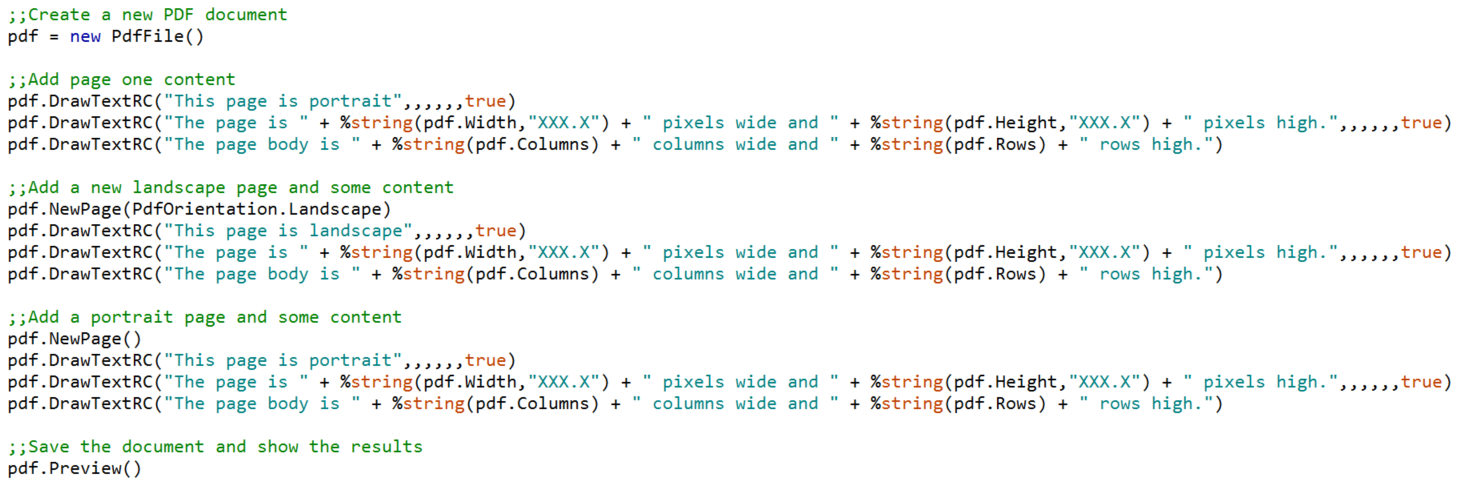 ;;Create a new PDF document
pdf = new PdfFile()
;;Add page one content
pdf.DrawTextRC("This page is portrait",,,,,,true)
pdf.DrawTextRC("The page is " + %string(pdf.Width,"XXX.X") + " pixels wide and " + %string(pdf.Height,"XXX.X") + " pixels high.",,,,,,true)
pdf.DrawTextRC("The page body is " + %string(pdf.Columns) + " columns wide and " + %string(pdf.Rows) + " rows high.")
;;Add a new landscape page and some content
pdf.NewPage(PdfOrientation.Landscape)
pdf.DrawTextRC("This page is landscape",,,,,,true)
pdf.DrawTextRC("The page is " + %string(pdf.Width,"XXX.X") + " pixels wide and " + %string(pdf.Height,"XXX.X") + " pixels high.",,,,,,true)
pdf.DrawTextRC("The page body is " + %string(pdf.Columns) + " columns wide and " + %string(pdf.Rows) + " rows high.")
;;Add a portrait page and some content
pdf.NewPage()
pdf.DrawTextRC("This page is portrait",,,,,,true)
pdf.DrawTextRC("The page is " + %string(pdf.Width,"XXX.X") + " pixels wide and " + %string(pdf.Height,"XXX.X") + " pixels high.",,,,,,true)
pdf.DrawTextRC("The page body is " + %string(pdf.Columns) + " columns wide and " + %string(pdf.Rows) + " rows high.")
;;Save the document and show the results
pdf.Preview()